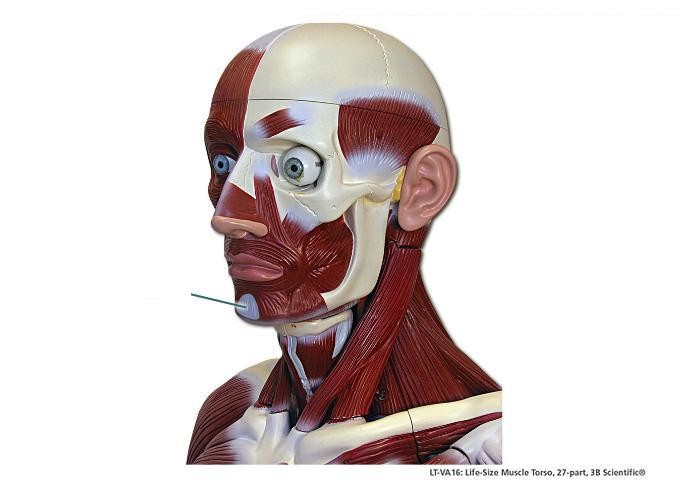 LT-VA16: Life-Size Muscle Torso, 27-part, 3B Scientific®